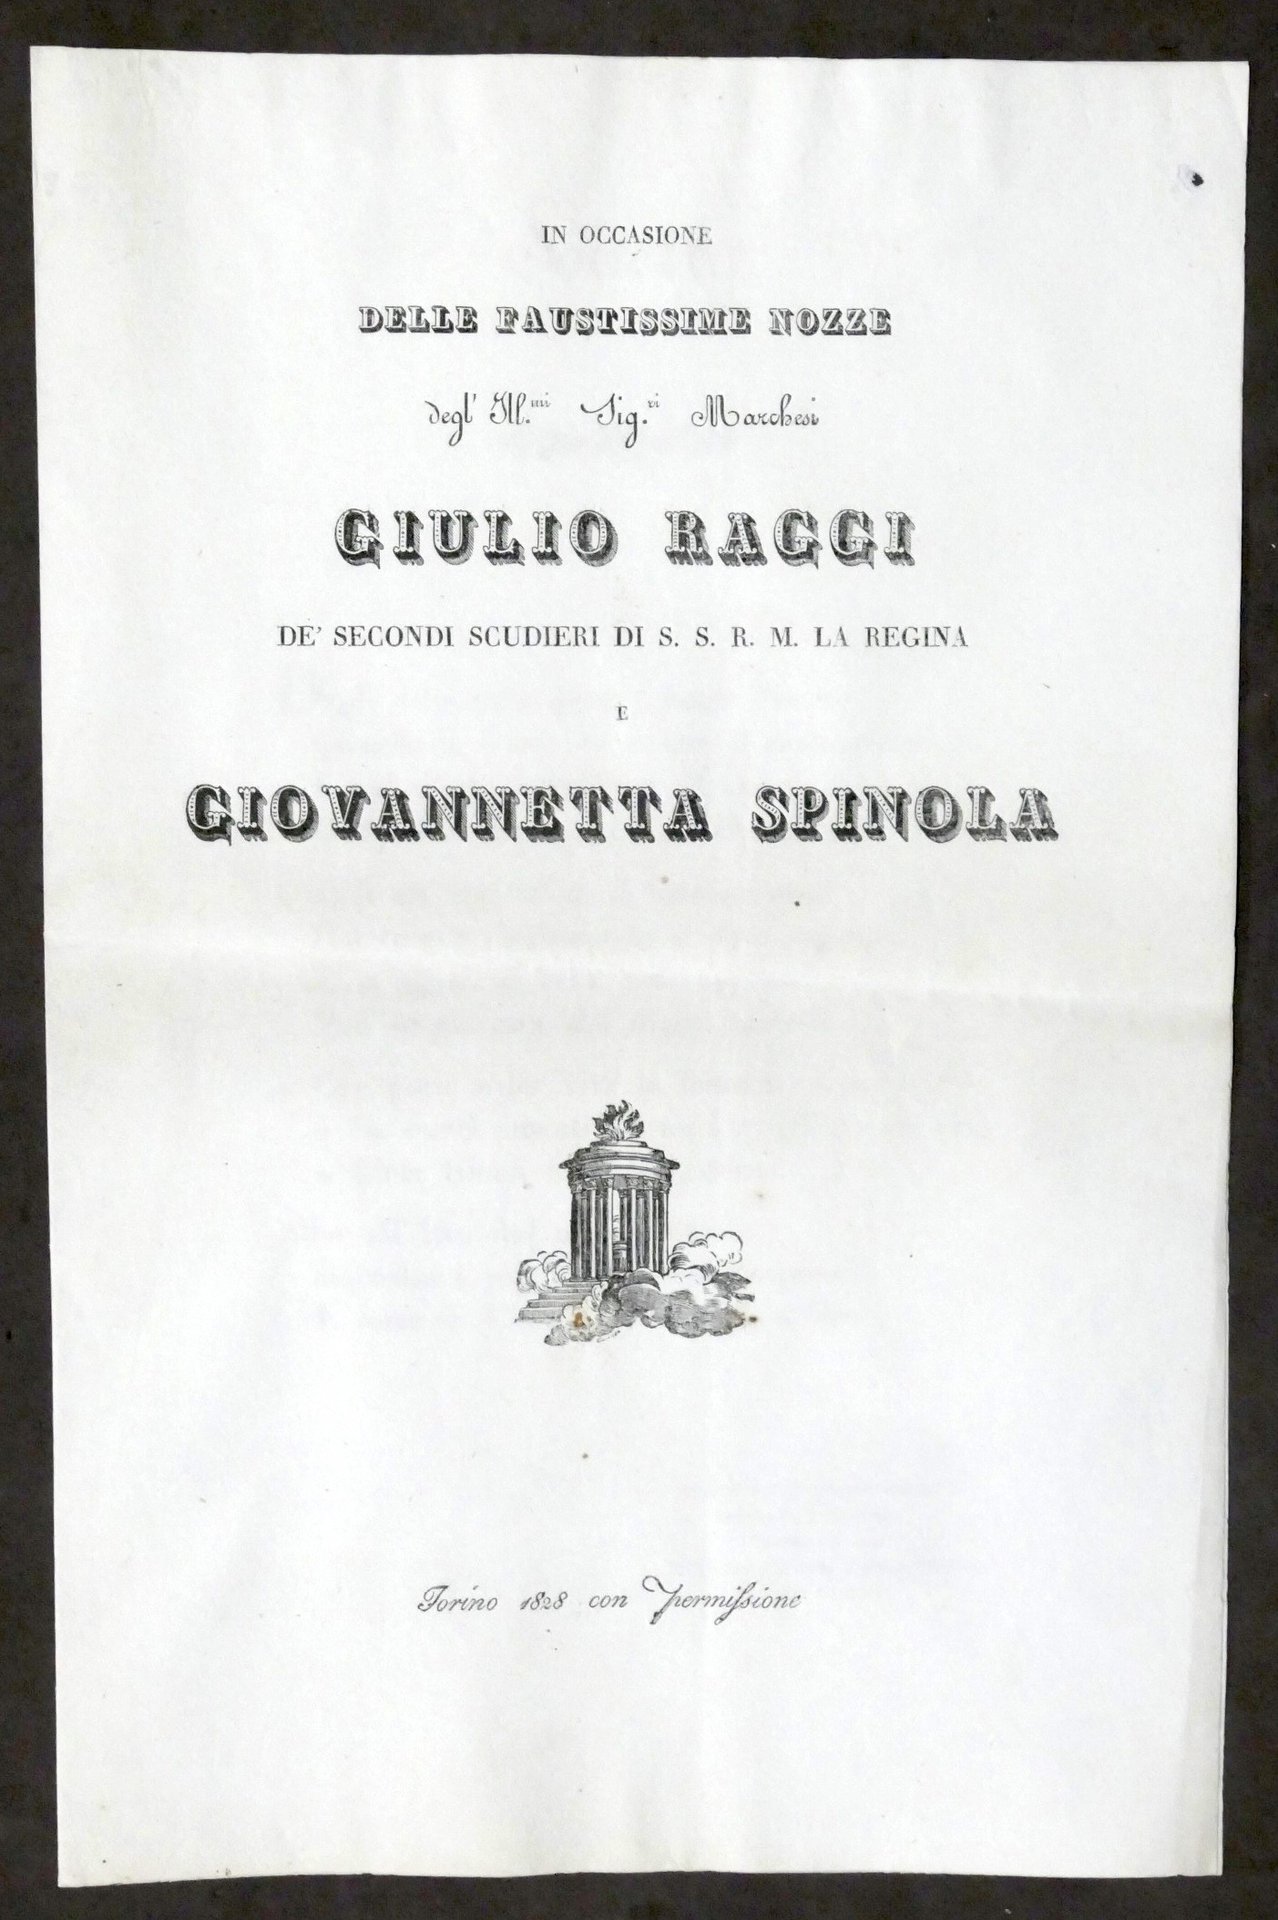 IN OCCASIONE
DELLE FAUSTISSIME NOZZE
degl' Ill.mi Sig.ri Marchesi
GIULIO RAGGI
DE' SECONDI SCUDIERI DI S. S. R. M. LA REGINA
E
GIOVANNETTA SPINOLA
Torino 1828 con permissione